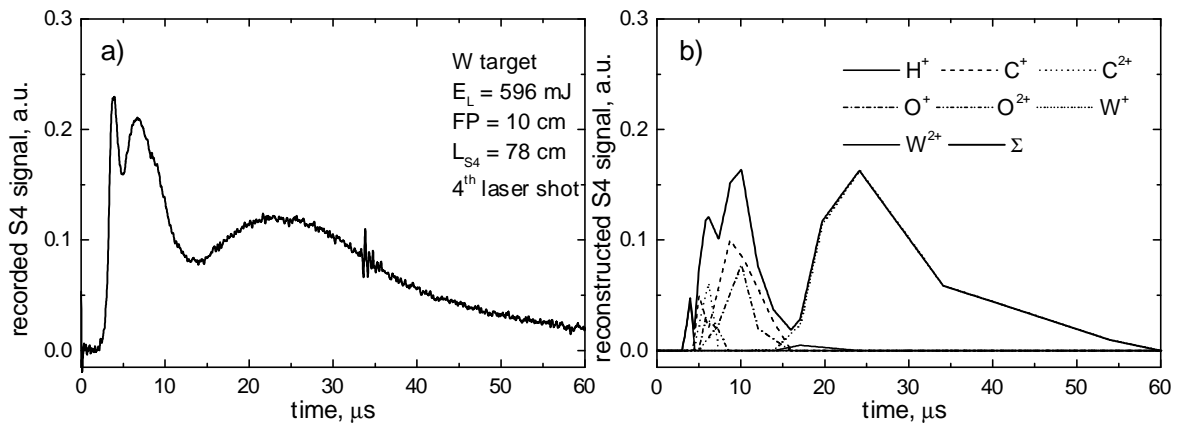 a)
W target
E_L = 596 mJ
FP = 10 cm
L_S4 = 78 cm
4th laser shot
recorded S4 signal, a.u.
0.3
0.2
0.1
0.0
0 10 20 30 40 50 60
time, μs
b)
H+ C+ C2+
O+ O2+ W+
W2+ Σ
reconstructed S4 signal, a.u.
0.3
0.2
0.1
0.0
0 10 20 30 40 50 60
time, μs